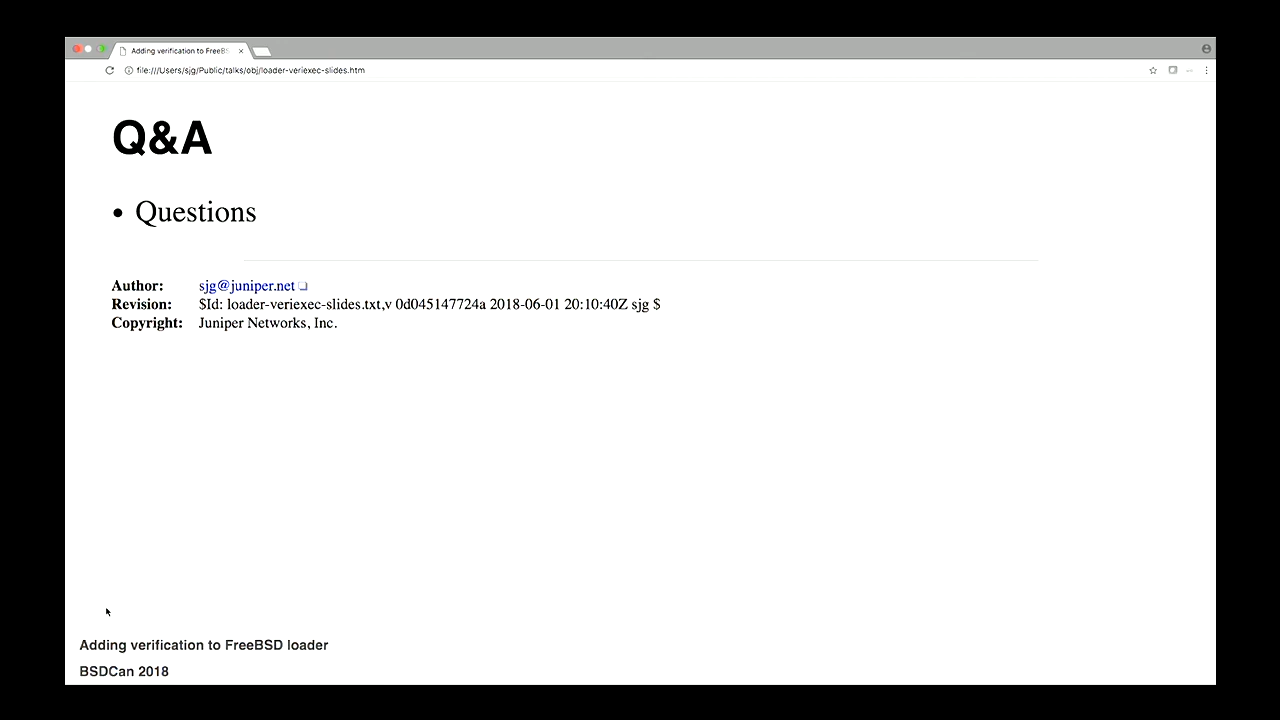 Adding verification to FreeBS
file:///Users/sjg/Public/talks/obj/loader-veriexec-slides.htm
Q&A
• Questions
Author: sjg@juniper.net
Revision: $Id: loader-veriexec-slides.txt,v 0d045147724a 2018-06-01 20:10:40Z sjg $
Copyright: Juniper Networks, Inc.
Adding verification to FreeBSD loader
BSDCan 2018